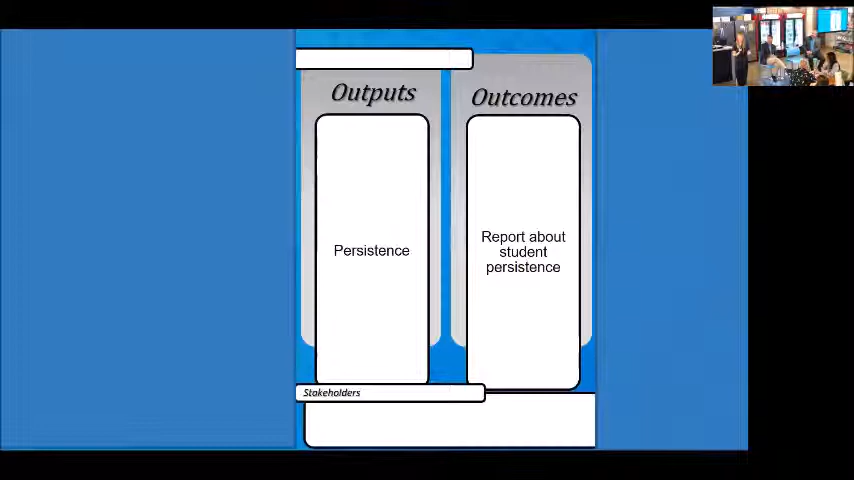 Outputs
Outcomes
Persistence
Report about
student
persistence
Stakeholders